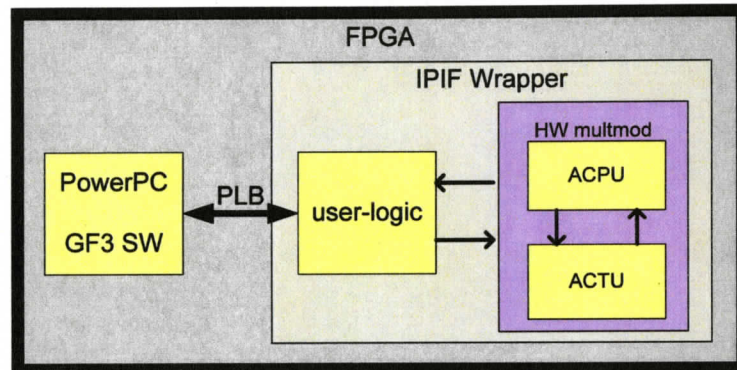 FPGA
IPIF Wrapper
HW multmod
PowerPC
GF3 SW
PLB
user-logic
ACPU
ACTU